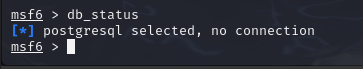 msf6 > db_status
[*] postgresql selected, no connection
msf6 >